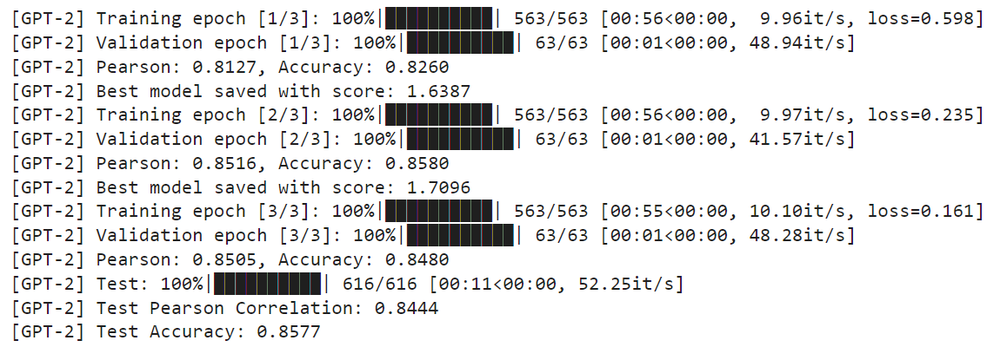 [GPT-2] Training epoch [1/3]: 100%|██████████| 563/563 [00:56<00:00,  9.96it/s, loss=0.598]
[GPT-2] Validation epoch [1/3]: 100%|██████████| 63/63 [00:01<00:00, 48.94it/s]
[GPT-2] Pearson: 0.8127, Accuracy: 0.8260
[GPT-2] Best model saved with score: 1.6387
[GPT-2] Training epoch [2/3]: 100%|██████████| 563/563 [00:56<00:00,  9.97it/s, loss=0.235]
[GPT-2] Validation epoch [2/3]: 100%|██████████| 63/63 [00:01<00:00, 41.57it/s]
[GPT-2] Pearson: 0.8516, Accuracy: 0.8580
[GPT-2] Best model saved with score: 1.7096
[GPT-2] Training epoch [3/3]: 100%|██████████| 563/563 [00:55<00:00, 10.10it/s, loss=0.161]
[GPT-2] Validation epoch [3/3]: 100%|██████████| 63/63 [00:01<00:00, 48.28it/s]
[GPT-2] Pearson: 0.8505, Accuracy: 0.8480
[GPT-2] Test: 100%|██████████| 616/616 [00:11<00:00, 52.25it/s]
[GPT-2] Test Pearson Correlation: 0.8444
[GPT-2] Test Accuracy: 0.8577